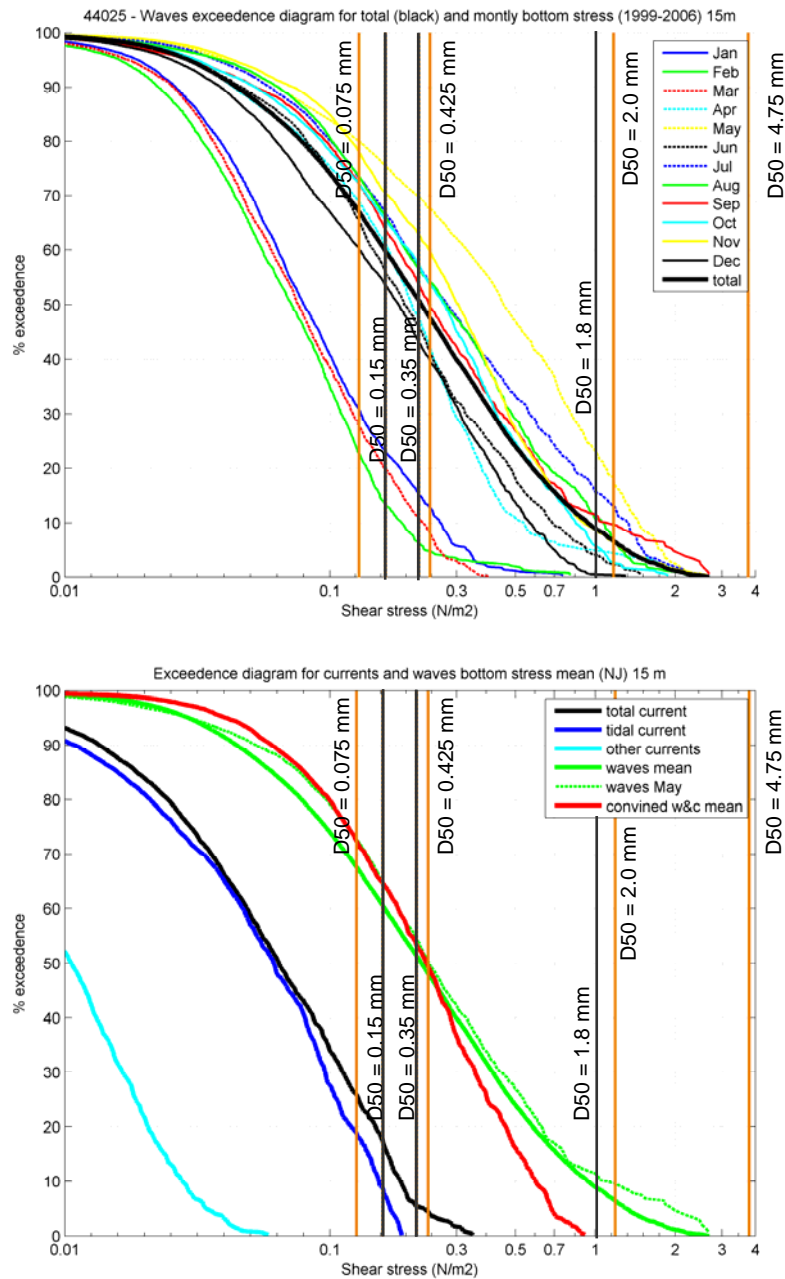 44025 - Waves exceedence diagram for total (black) and montly bottom stress (1999-2006) 15m
100
90
80
70
60
50
40
30
20
10
0
% exceedence
D50 = 0.075 mm
D50 = 0.15 mm
D50 = 0.35 mm
D50 = 0.425 mm
D50 = 1.8 mm
D50 = 2.0 mm
D50 = 4.75 mm
Jan
Feb
Mar
Apr
May
Jun
Jul
Aug
Sep
Oct
Nov
Dec
total
0.01 0.1 0.3 0.5 0.7 1 2 3 4
Shear stress (N/m2)
Exceedence diagram for currents and waves bottom stress mean (NJ) 15 m
100
90
80
70
60
50
40
30
20
10
0
% exceedence
D50 = 0.075 mm
D50 = 0.15 mm
D50 = 0.35 mm
D50 = 0.425 mm
D50 = 1.8 mm
D50 = 2.0 mm
D50 = 4.75 mm
total current
tidal current
other currents
waves mean
waves May
convined w&c mean
0.01 0.1 0.3 0.5 0.7 1 2 3 4
Shear stress (N/m2)